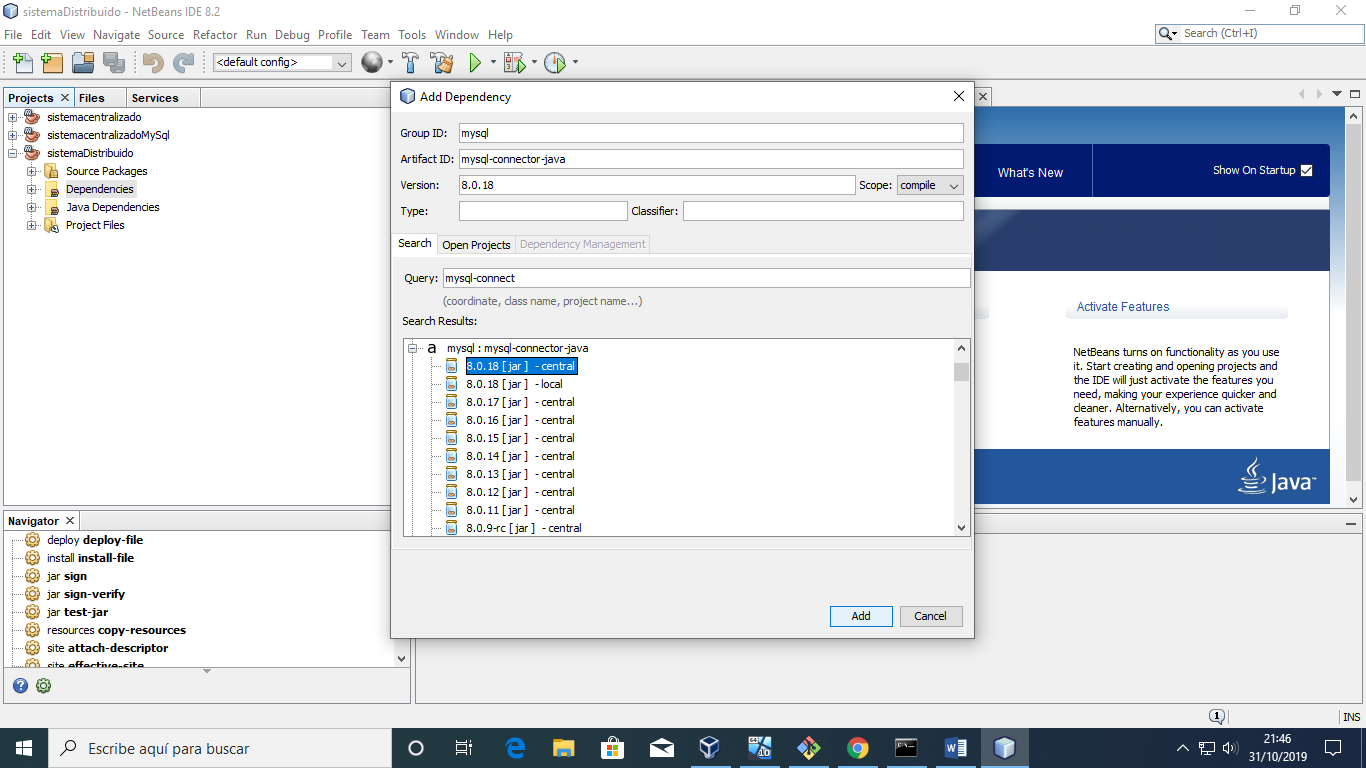 sistemaDistribuido - NetBeans IDE 8.2
File Edit View Navigate Source Refactor Run Debug Profile Team Tools Window Help
Search (Ctrl+I)
<default config>
Projects
Files
Services
sistemacentralizado
sistemacentralizadoMySql
sistemaDistribuido
Source Packages
Dependencies
Java Dependencies
Project Files
Add Dependency
Group ID: mysql
Artifact ID: mysql-connector-java
Version: 8.0.18 Scope: compile
Type: Classifier:
Search Open Projects Dependency Management
Query: mysql-connect
(coordinate, class name, project name...)
Search Results:
a mysql : mysql-connector-java
8.0.18 [ jar ] - central
8.0.18 [ jar ] - local
8.0.17 [ jar ] - central
8.0.16 [ jar ] - central
8.0.15 [ jar ] - central
8.0.14 [ jar ] - central
8.0.13 [ jar ] - central
8.0.12 [ jar ] - central
8.0.11 [ jar ] - central
8.0.9-rc [ jar ] - central
Add Cancel
What's New
Show On Startup
Activate Features
NetBeans turns on functionality as you
use it. Start creating and opening projects and
the IDE will just activate the features you
need, making your experience quicker and
cleaner. Alternatively, you can activate
features manually.
Java™
Navigator
deploy deploy-file
install install-file
jar sign
jar sign-verify
jar test-jar
resources copy-resources
site attach-descriptor
site effective-site
1
INS
Escribe aquí para buscar
10
21:46
31/10/2019